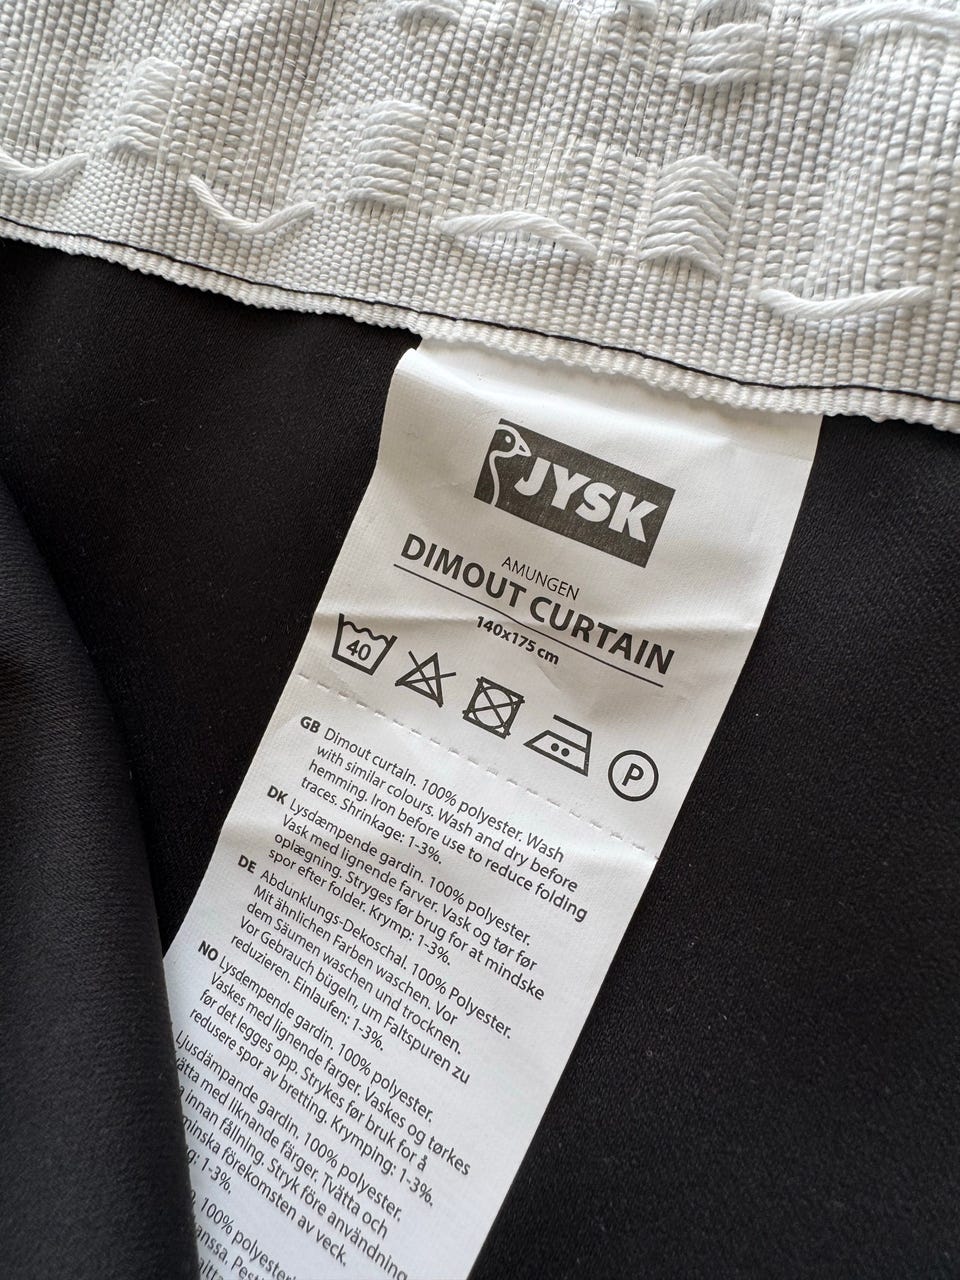 JYSK
AMUNGEN
DIMOUT CURTAIN
140x175 cm
40
P
GB Dimout curtain. 100% polyester. Wash
with similar colours. Wash and dry before
hemming. Iron before use to reduce folding
traces. Shrinkage: 1-3%.
DK Lysdæmpende gardin. 100% polyester.
Vask med lignende farver. Vask og tør før
oplægning. Stryges før brug for at mindske
spor efter folder. Krymp: 1-3%.
DE Abdunklungs-Dekoschal. 100% Polyester.
Mit ähnlichen Farben waschen. Vor
dem Säumen waschen und trocknen.
Vor Gebrauch bügeln, um Faltspuren zu
reduzieren. Einlaufen: 1-3%.
NO Lysdempende gardin. 100% polyester.
Vaskes med lignende farger. Vaskes og tørkes
før det legges opp. Strykes før bruk for å
redusere spor av bretting. Krymping: 1-3%.
Ljusdämpande gardin. 100% polyester.
med liknande färger. Tvätta och
innan fållning. Stryk före användning
minska förekomsten av veck.
1-3%.
100%